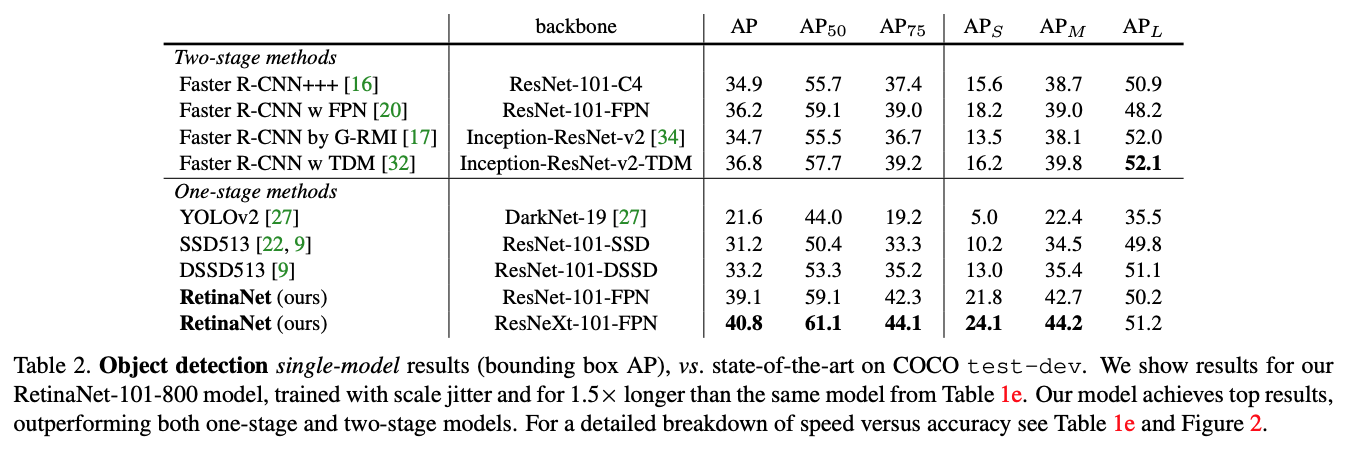 backbone AP AP50 AP75 APS APM APL
Two-stage methods
Faster R-CNN+++ [16] ResNet-101-C4 34.9 55.7 37.4 15.6 38.7 50.9
Faster R-CNN w FPN [20] ResNet-101-FPN 36.2 59.1 39.0 18.2 39.0 48.2
Faster R-CNN by G-RMI [17] Inception-ResNet-v2 [34] 34.7 55.5 36.7 13.5 38.1 52.0
Faster R-CNN w TDM [32] Inception-ResNet-v2-TDM 36.8 57.7 39.2 16.2 39.8 52.1
One-stage methods
YOLOv2 [27] DarkNet-19 [27] 21.6 44.0 19.2 5.0 22.4 35.5
SSD513 [22, 9] ResNet-101-SSD 31.2 50.4 33.3 10.2 34.5 49.8
DSSD513 [9] ResNet-101-DSSD 33.2 53.3 35.2 13.0 35.4 51.1
RetinaNet (ours) ResNet-101-FPN 39.1 59.1 42.3 21.8 42.7 50.2
RetinaNet (ours) ResNeXt-101-FPN 40.8 61.1 44.1 24.1 44.2 51.2
Table 2. Object detection single-model results (bounding box AP), vs. state-of-the-art on COCO test-dev. We show results for our
RetinaNet-101-800 model, trained with scale jitter and for 1.5× longer than the same model from Table 1e. Our model achieves top results,
outperforming both one-stage and two-stage models. For a detailed breakdown of speed versus accuracy see Table 1e and Figure 2.